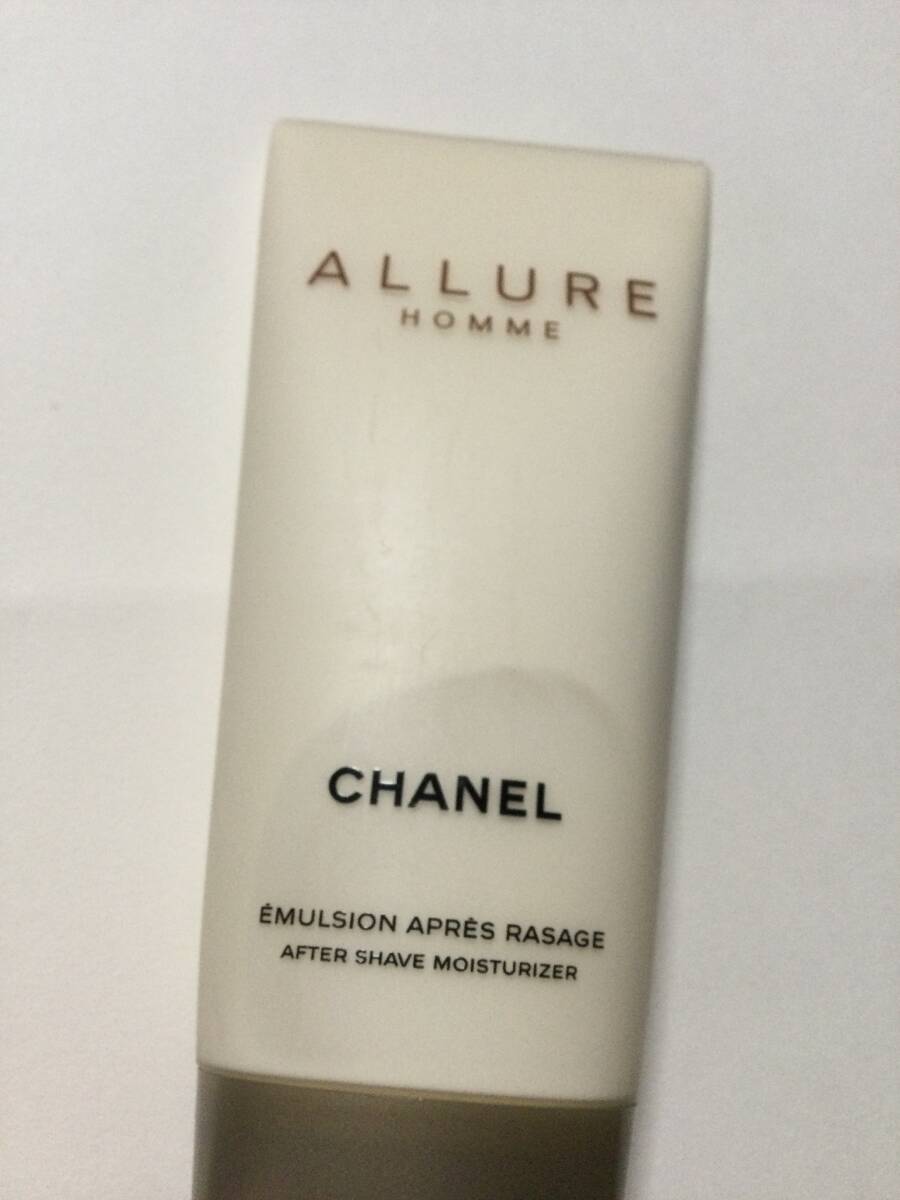 ALLURE
HOMME
CHANEL
ÉMULSION APRÈS RASAGE
AFTER SHAVE MOISTURIZER